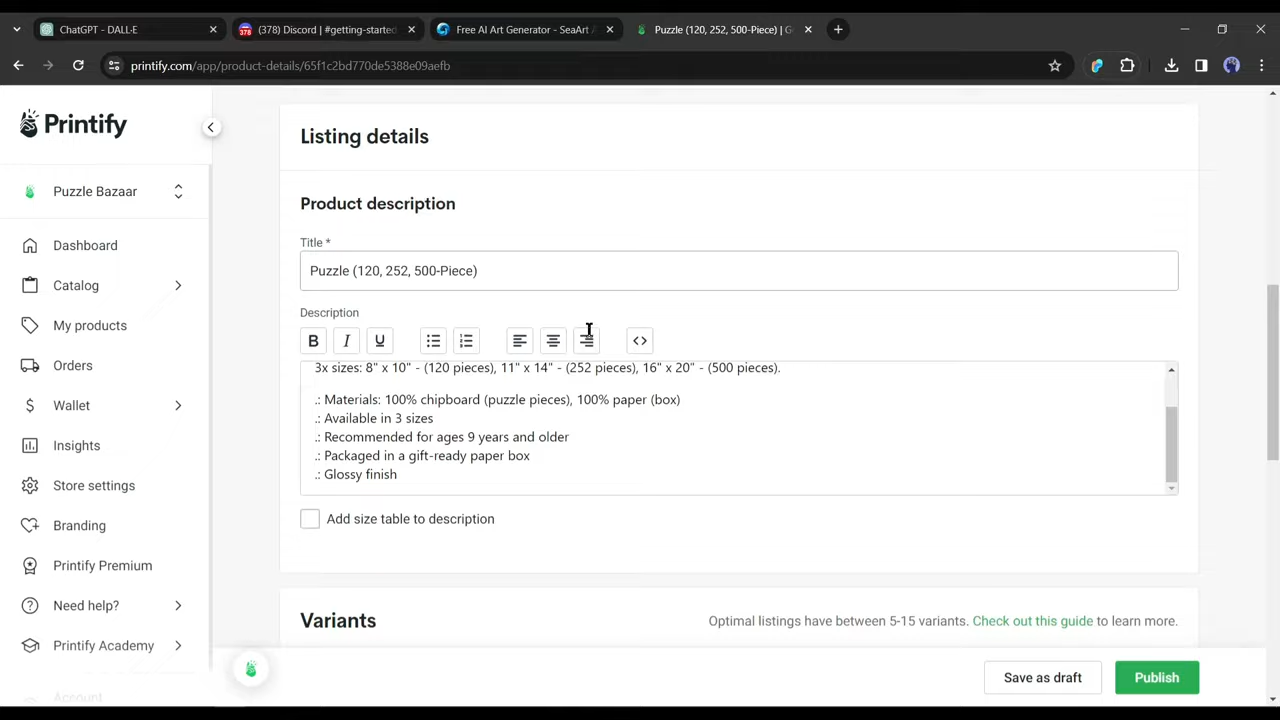 ChatGPT - DALL·E
(378) Discord | #getting-started
Free AI Art Generator - SeaArt A
Puzzle (120, 252, 500-Piece) | G
printify.com/app/product-details/65f1c2bd770de5388e09aefb
Printify
Puzzle Bazaar
Dashboard
Catalog
My products
Orders
Wallet
Insights
Store settings
Branding
Printify Premium
Need help?
Printify Academy
Account
Listing details
Product description
Title *
Puzzle (120, 252, 500-Piece)
Description
B I U
3x sizes: 8" x 10" - (120 pieces), 11" x 14" - (252 pieces), 16" x 20" - (500 pieces).
.: Materials: 100% chipboard (puzzle pieces), 100% paper (box)
.: Available in 3 sizes
.: Recommended for ages 9 years and older
.: Packaged in a gift-ready paper box
.: Glossy finish
Add size table to description
Variants
Optimal listings have between 5-15 variants. Check out this guide to learn more.
Save as draft
Publish